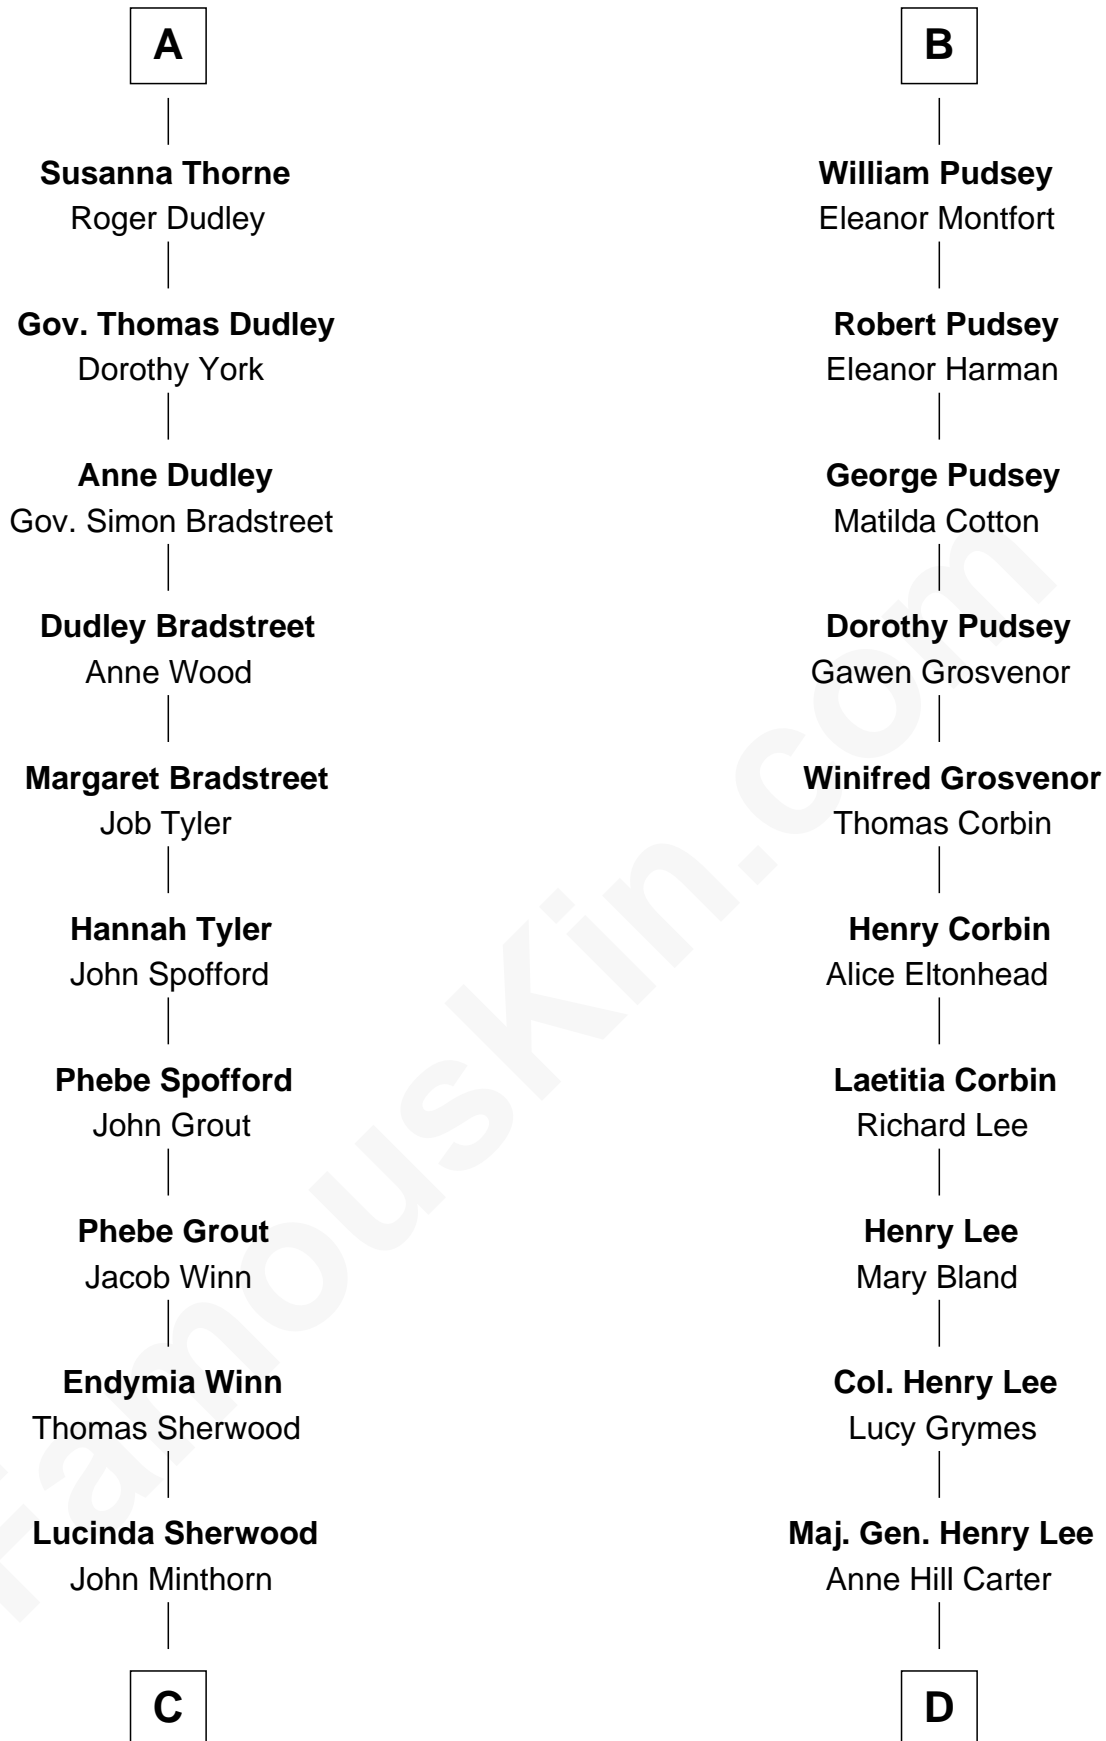 A
Susanna Thorne
Roger Dudley
Gov. Thomas Dudley
Dorothy York
Anne Dudley
Gov. Simon Bradstreet
Dudley Bradstreet
Anne Wood
Margaret Bradstreet
Job Tyler
Hannah Tyler
John Spofford
Phebe Spofford
John Grout
Phebe Grout
Jacob Winn
Endymia Winn
Thomas Sherwood
Lucinda Sherwood
John Minthorn
C
B
William Pudsey
Eleanor Montfort
Robert Pudsey
Eleanor Harman
George Pudsey
Matilda Cotton
Dorothy Pudsey
Gawen Grosvenor
Winifred Grosvenor
Thomas Corbin
Henry Corbin
Alice Eltonhead
Laetitia Corbin
Richard Lee
Henry Lee
Mary Bland
Col. Henry Lee
Lucy Grymes
Maj. Gen. Henry Lee
Anne Hill Carter
D
FamousKin.com